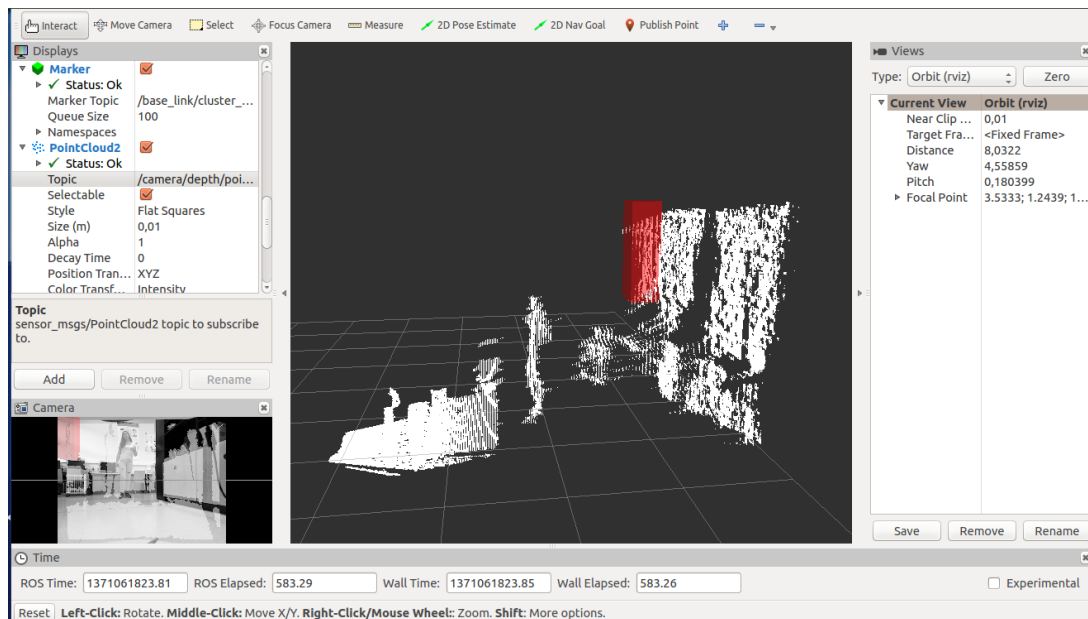 Interact Move Camera Select Focus Camera Measure 2D Pose Estimate 2D Nav Goal Publish Point
Displays
Marker
Status: Ok
Marker Topic /base_link/cluster_...
Queue Size 100
Namespaces
PointCloud2
Status: Ok
Topic /camera/depth/poi...
Selectable
Style Flat Squares
Size (m) 0,01
Alpha 1
Decay Time 0
Position Tran... XYZ
Color Transf... Intensity
Topic
sensor_msgs/PointCloud2 topic to subscribe
to.
Add Remove Rename
Camera
Views
Type: Orbit (rviz) Zero
Current View Orbit (rviz)
Near Clip ... 0,01
Target Fra... <Fixed Frame>
Distance 8,0322
Yaw 4,55859
Pitch 0,180399
Focal Point 3.5333; 1.2439; 1...
Save Remove Rename
Time
ROS Time: 1371061823.81 ROS Elapsed: 583.29 Wall Time: 1371061823.85 Wall Elapsed: 583.26 Experimental
Reset Left-Click: Rotate. Middle-Click: Move X/Y. Right-Click/Mouse Wheel:: Zoom. Shift: More options.